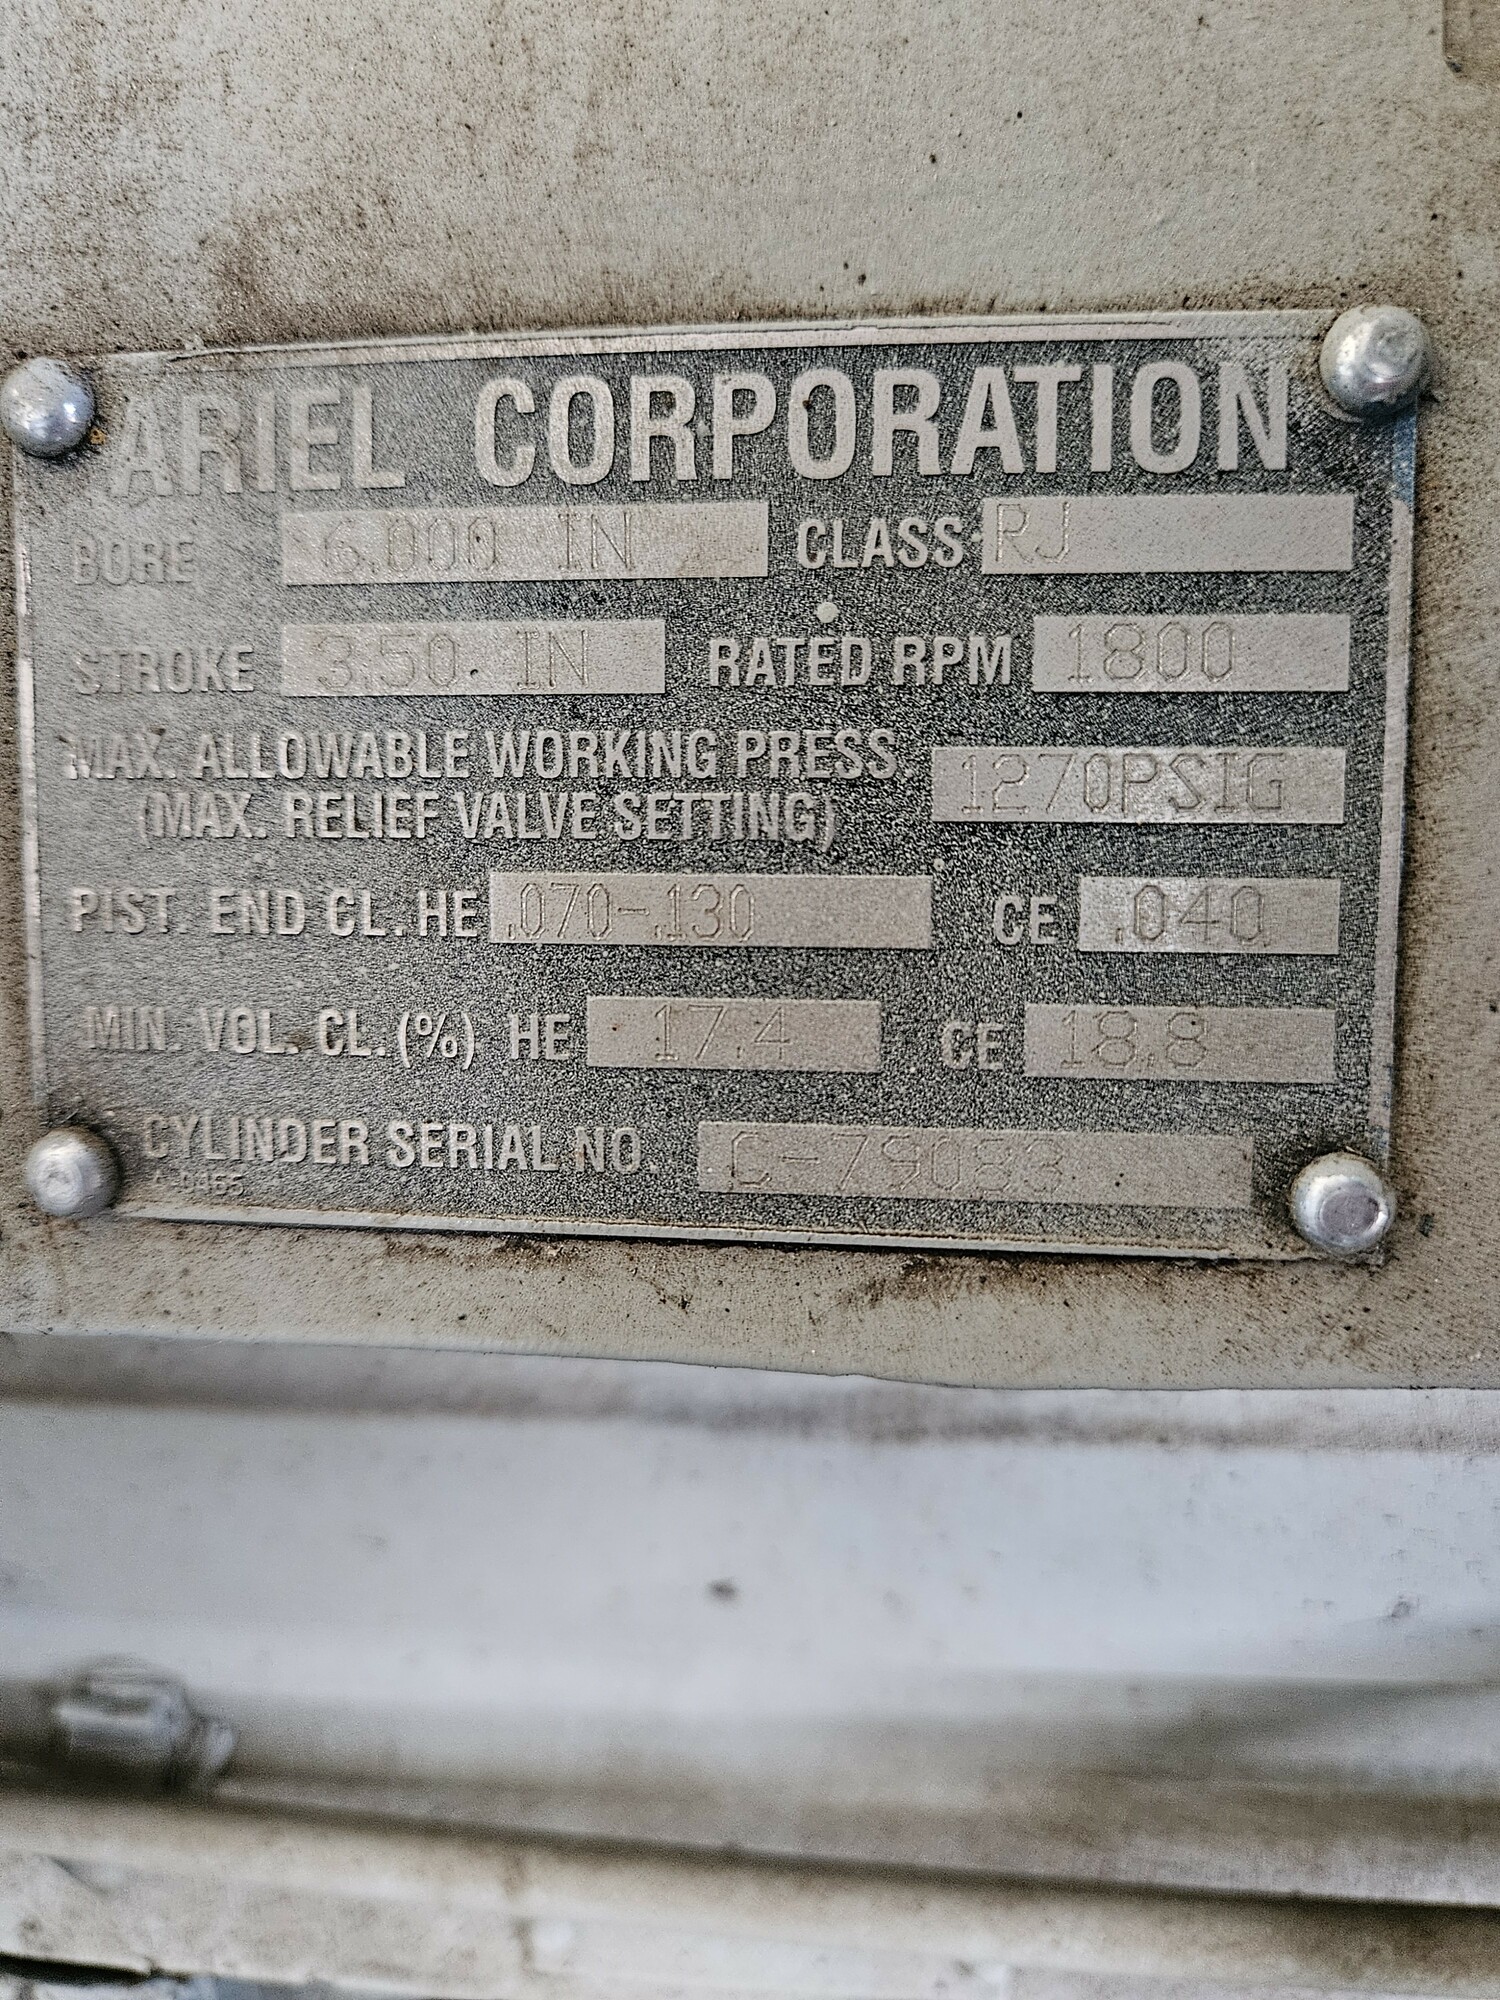 ARIEL CORPORATION
BORE 6.000 IN CLASS RJ
STROKE 3.50 IN RATED RPM 1800
MAX. ALLOWABLE WORKING PRESS. 1270PSIG
(MAX. RELIEF VALVE SETTING)
PIST. END CL. HE .070-.130 CE .040
MIN. VOL. CL. (%) HE 17.4 CE 18.8
CYLINDER SERIAL NO.